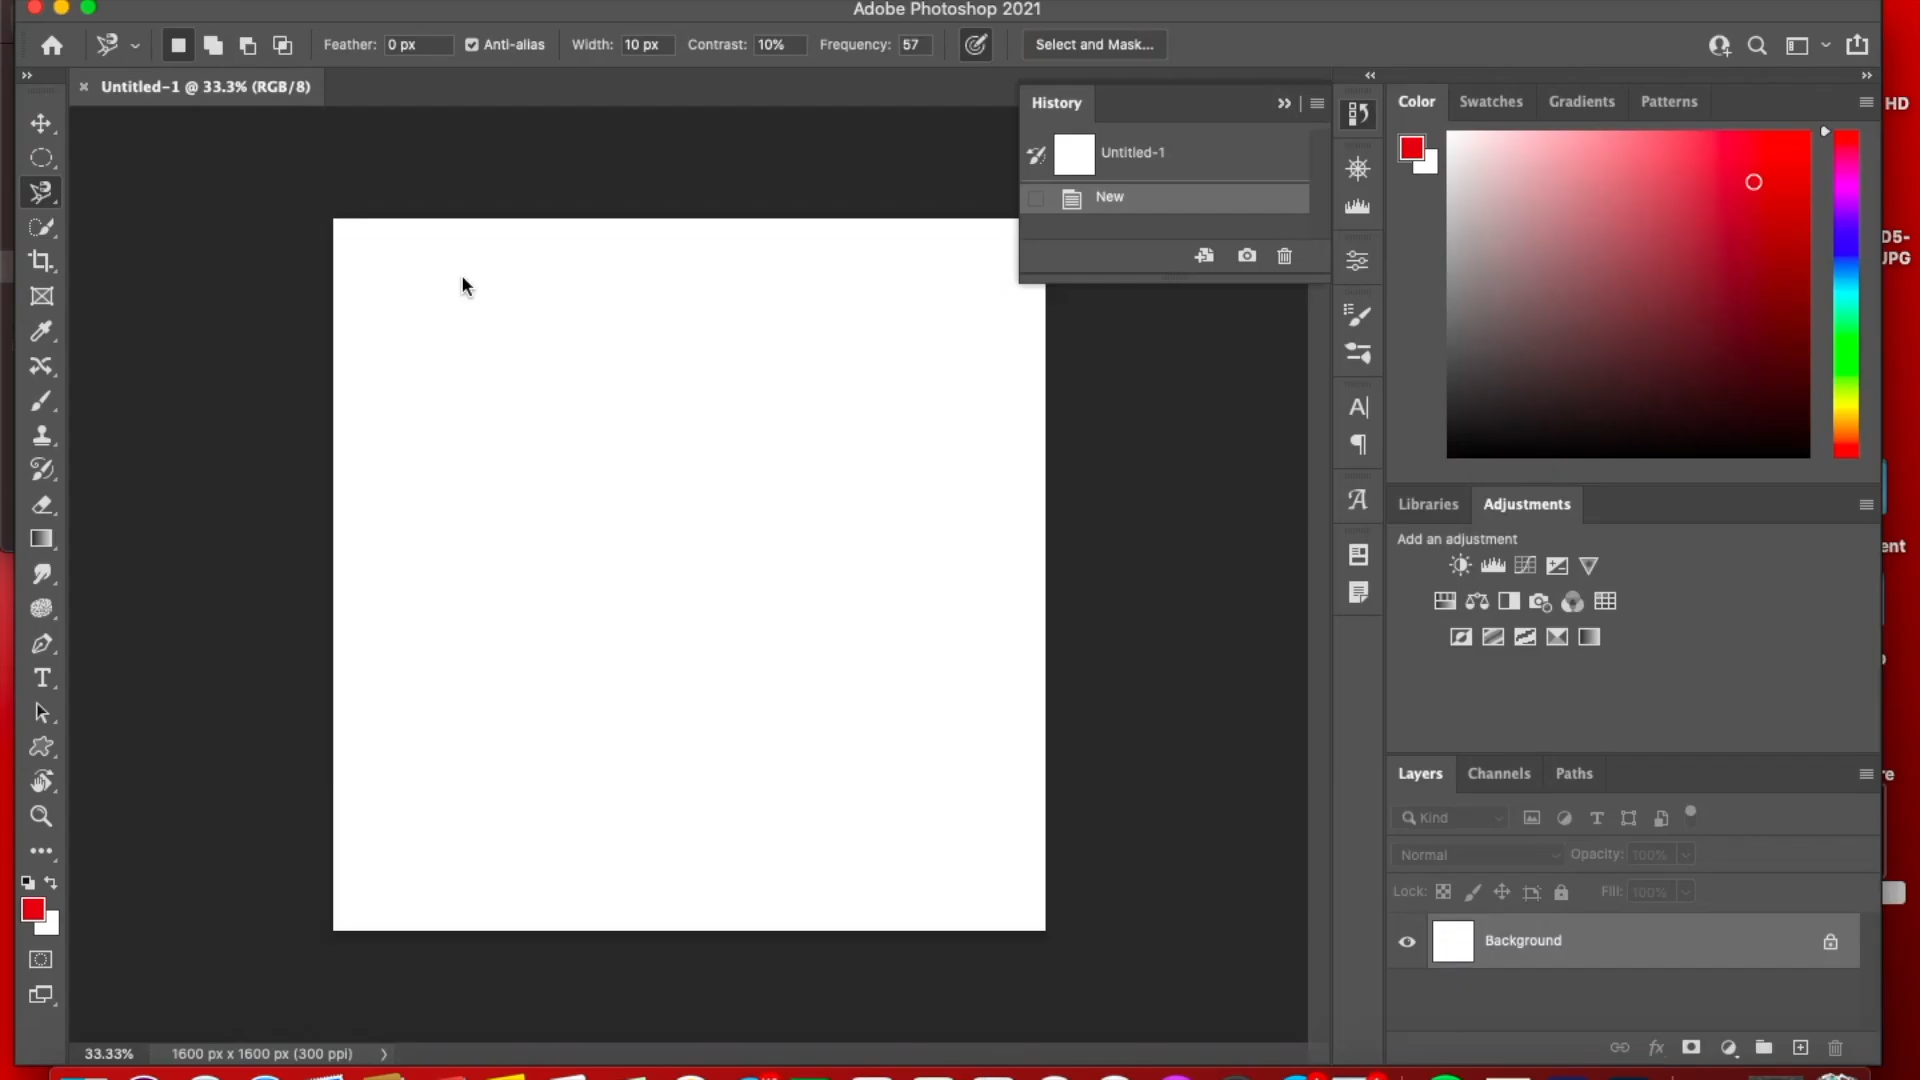 Adobe Photoshop 2021
Feather: 0 px Anti-alias Width: 10 px Contrast: 10% Frequency: 57 Select and Mask...
Untitled-1 @ 33.3% (RGB/8)
History
Untitled-1
New
Color Swatches Gradients Patterns
Libraries Adjustments
Add an adjustment
Layers Channels Paths
Kind
Normal Opacity: 100%
Lock: Fill: 100%
Background
33.33% 1600 px x 1600 px (300 ppi)
HD
D5-
JPG
ent